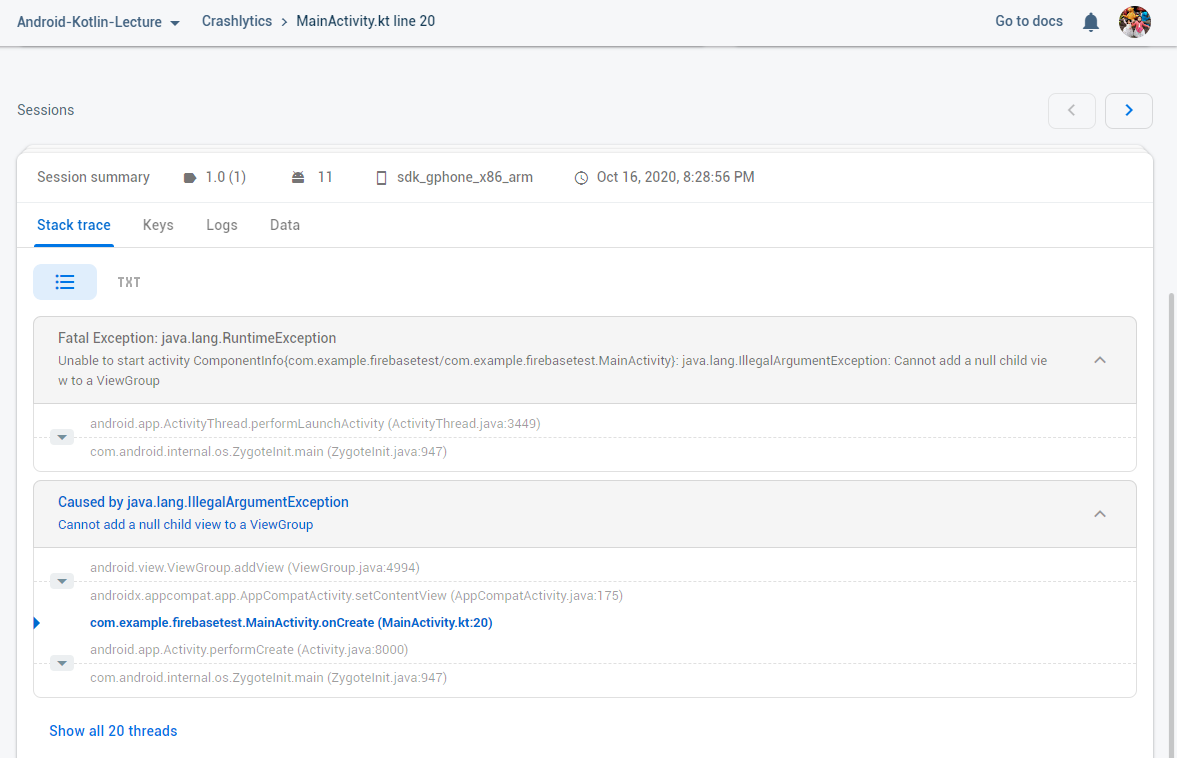 Android-Kotlin-Lecture Crashlytics MainActivity.kt line 20 Go to docs
Sessions
Session summary 1.0 (1) 11 sdk_gphone_x86_arm Oct 16, 2020, 8:28:56 PM
Stack trace Keys Logs Data
TXT
Fatal Exception: java.lang.RuntimeException
Unable to start activity ComponentInfo{com.example.firebasetest/com.example.firebasetest.MainActivity}: java.lang.IllegalArgumentException: Cannot add a null child vie
w to a ViewGroup
android.app.ActivityThread.performLaunchActivity (ActivityThread.java:3449)
com.android.internal.os.ZygoteInit.main (ZygoteInit.java:947)
Caused by java.lang.IllegalArgumentException
Cannot add a null child view to a ViewGroup
android.view.ViewGroup.addView (ViewGroup.java:4994)
androidx.appcompat.app.AppCompatActivity.setContentView (AppCompatActivity.java:175)
com.example.firebasetest.MainActivity.onCreate (MainActivity.kt:20)
android.app.Activity.performCreate (Activity.java:8000)
com.android.internal.os.ZygoteInit.main (ZygoteInit.java:947)
Show all 20 threads